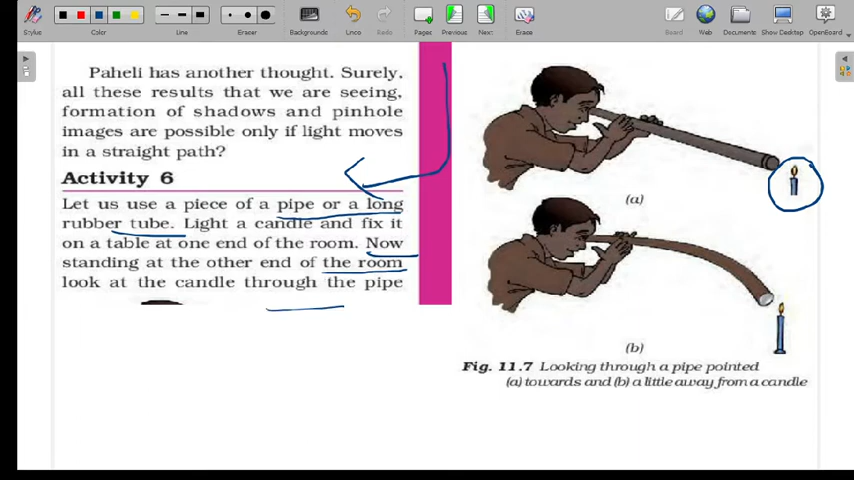 Stylus
Color
Line
Eraser
Backgrounds
Undo
Redo
Pages
Previous
Next
Erase
Board
Web
Documents
Show Desktop
OpenBoard
Paheli has another thought. Surely,
all these results that we are seeing,
formation of shadows and pinhole
images are possible only if light moves
in a straight path?
Activity 6
Let us use a piece of a pipe or a long
rubber tube. Light a candle and fix it
on a table at one end of the room. Now
standing at the other end of the room
look at the candle through the pipe
(a)
(b)
Fig. 11.7 Looking through a pipe pointed
(a) towards and (b) a little away from a candle